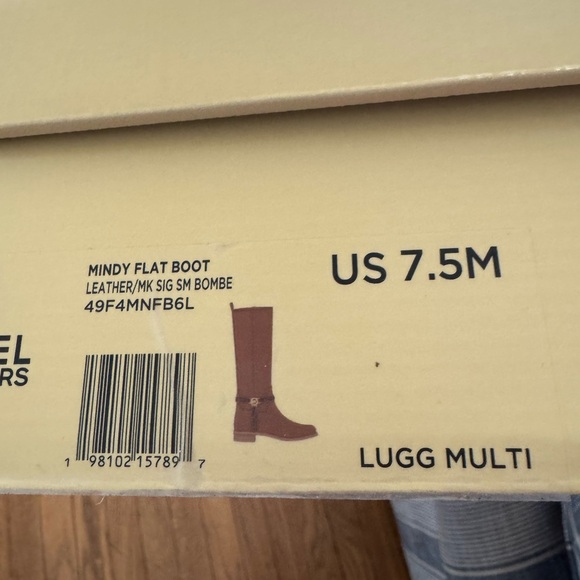 MINDY FLAT BOOT
LEATHER/MK SIG SM BOMBE
49F4MNFB6L
US 7.5M
EL
RS
1 98102 15789 7
LUGG MULTI